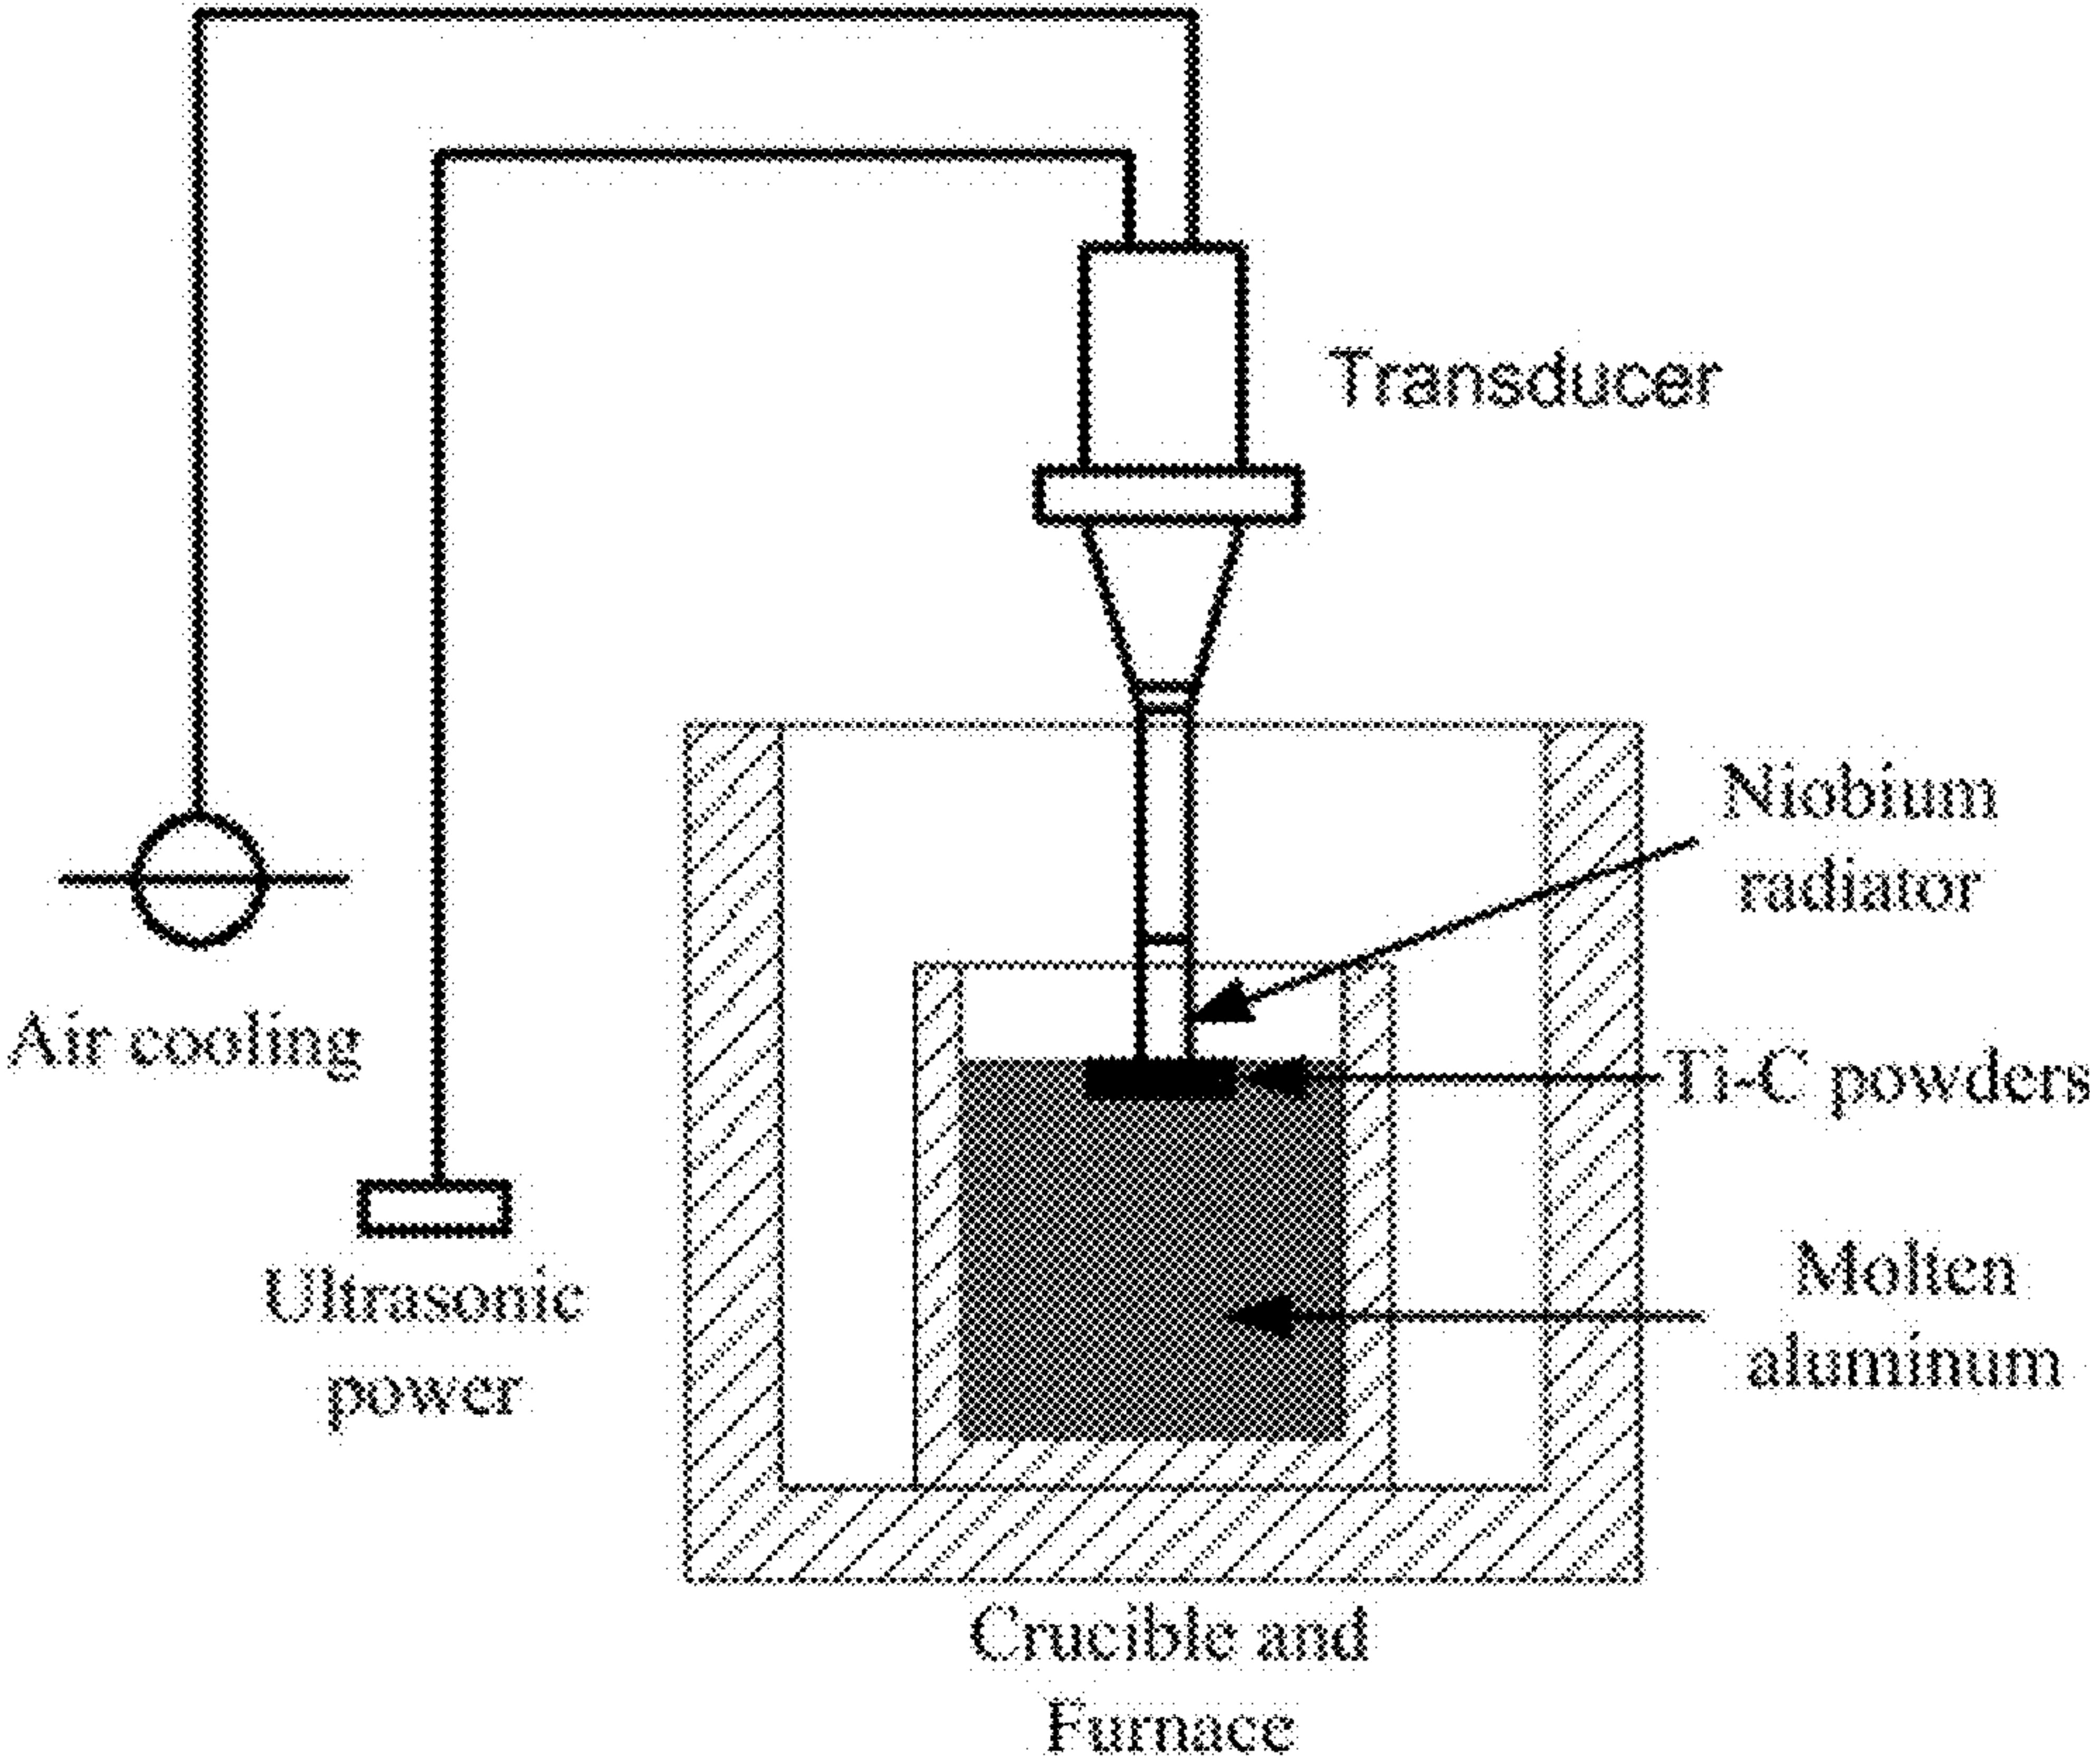 Transducer
Niobium
radiator
Air cooling
Ti-C powders
Ultrasonic
power
Molten
aluminum
Crucible and
Furnace